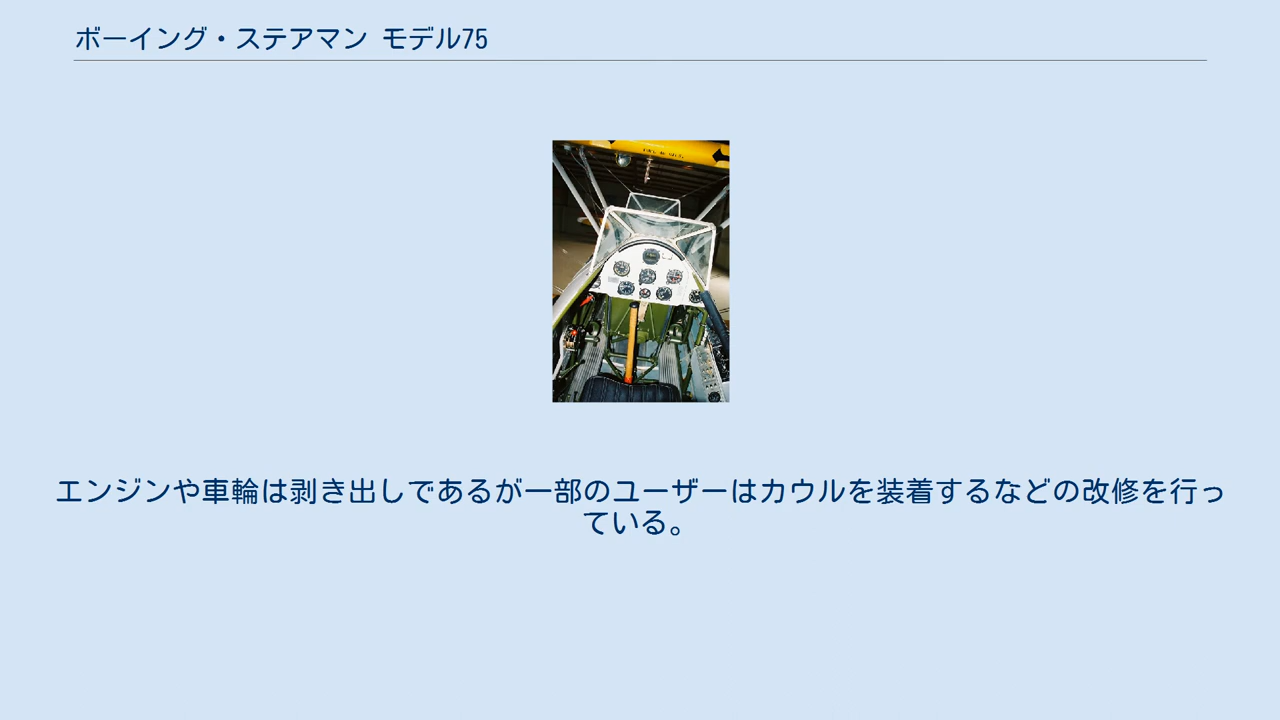 ボーイング・ステアマン モデル75
エンジンや車輪は剥き出しであるが一部のユーザーはカウルを装着するなどの改修を行っ
ている。